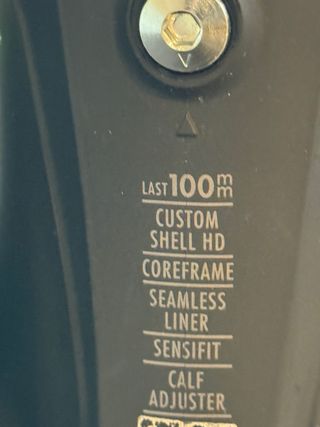 LAST 100mm
CUSTOM
SHELL HD
COREFRAME
SEAMLESS
LINER
SENSIFIT
CALF
ADJUSTER